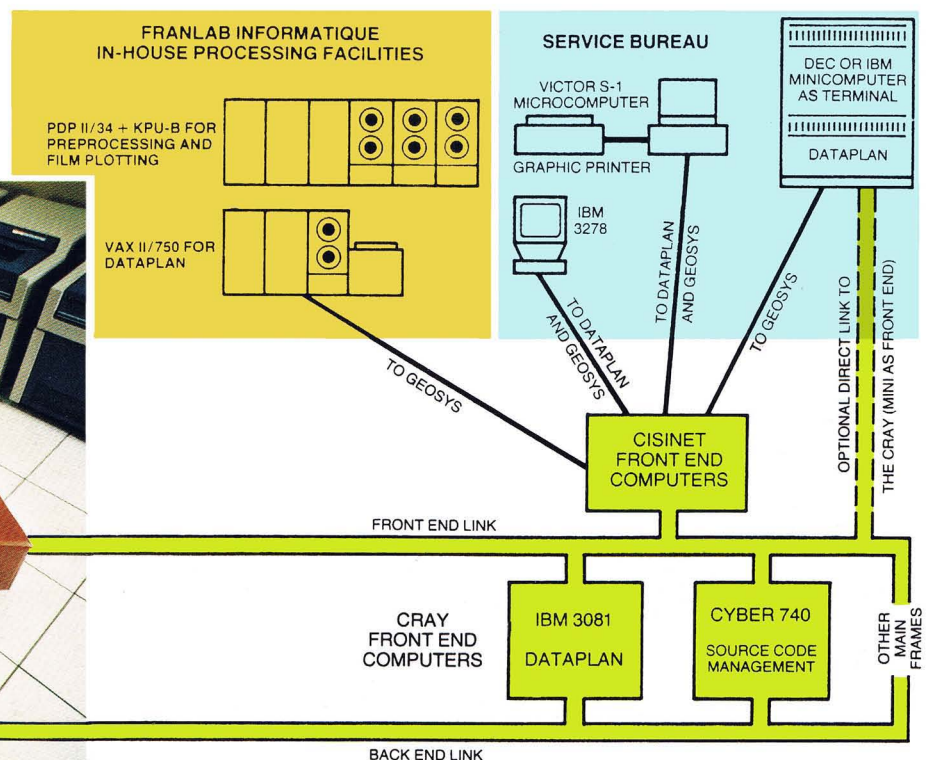 FRANLAB INFORMATIQUE
IN-HOUSE PROCESSING FACILITIES
PDP II/34 + KPU-B FOR
PREPROCESSING AND
FILM PLOTTING
VAX II/750 FOR
DATAPLAN
SERVICE BUREAU
VICTOR S-1
MICROCOMPUTER
GRAPHIC PRINTER
IBM
3278
DEC OR IBM
MINICOMPUTER
AS TERMINAL
DATAPLAN
TO GEOSYS
TO DATAPLAN
AND GEOSYS
TO DATAPLAN
AND GEOSYS
TO GEOSYS
OPTIONAL DIRECT LINK TO
THE CRAY (MINI AS FRONT END)
CISINET
FRONT END
COMPUTERS
FRONT END LINK
CRAY
FRONT END
COMPUTERS
IBM 3081
DATAPLAN
CYBER 740
SOURCE CODE
MANAGEMENT
OTHER
MAIN
FRAMES
BACK END LINK